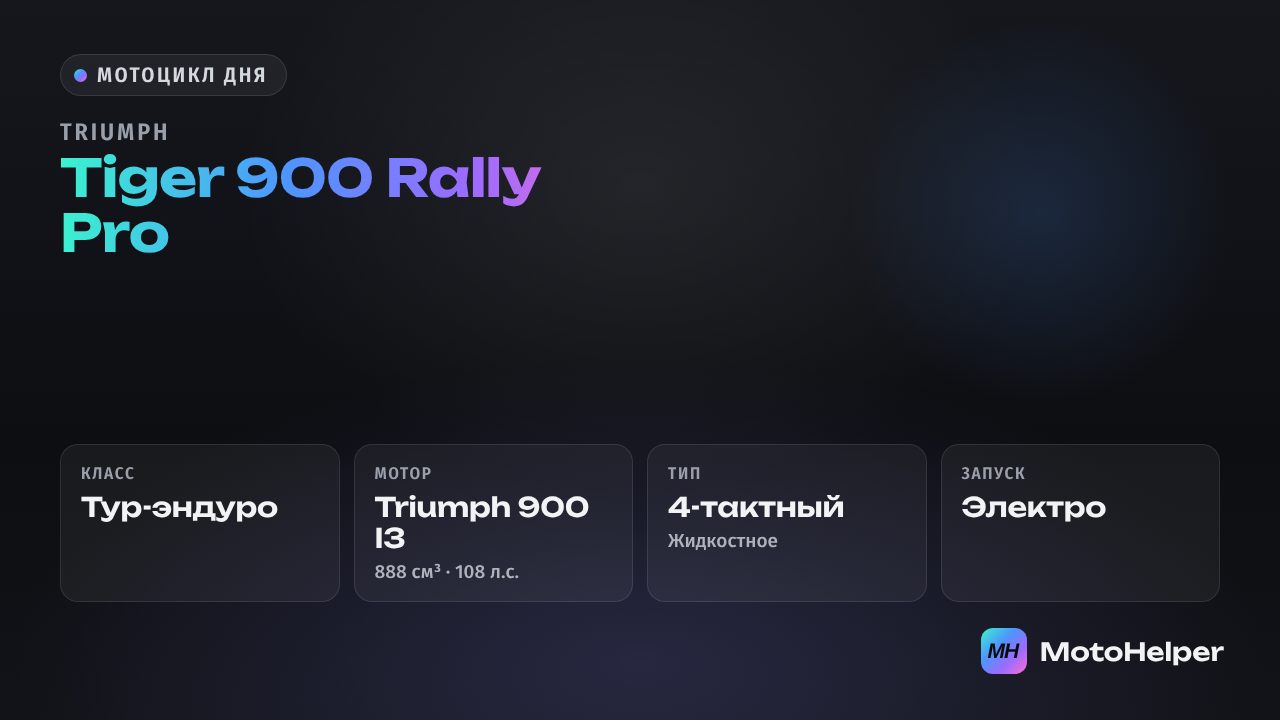 МОТОЦИКЛ ДНЯ
TRIUMPH
Tiger 900 Rally
Pro
КЛАСС
Тур-эндуро
МОТОР
Triumph 900
I3
888 см³ · 108 л.с.
ТИП
4-тактный
Жидкостное
ЗАПУСК
Электро
MH MotoHelper